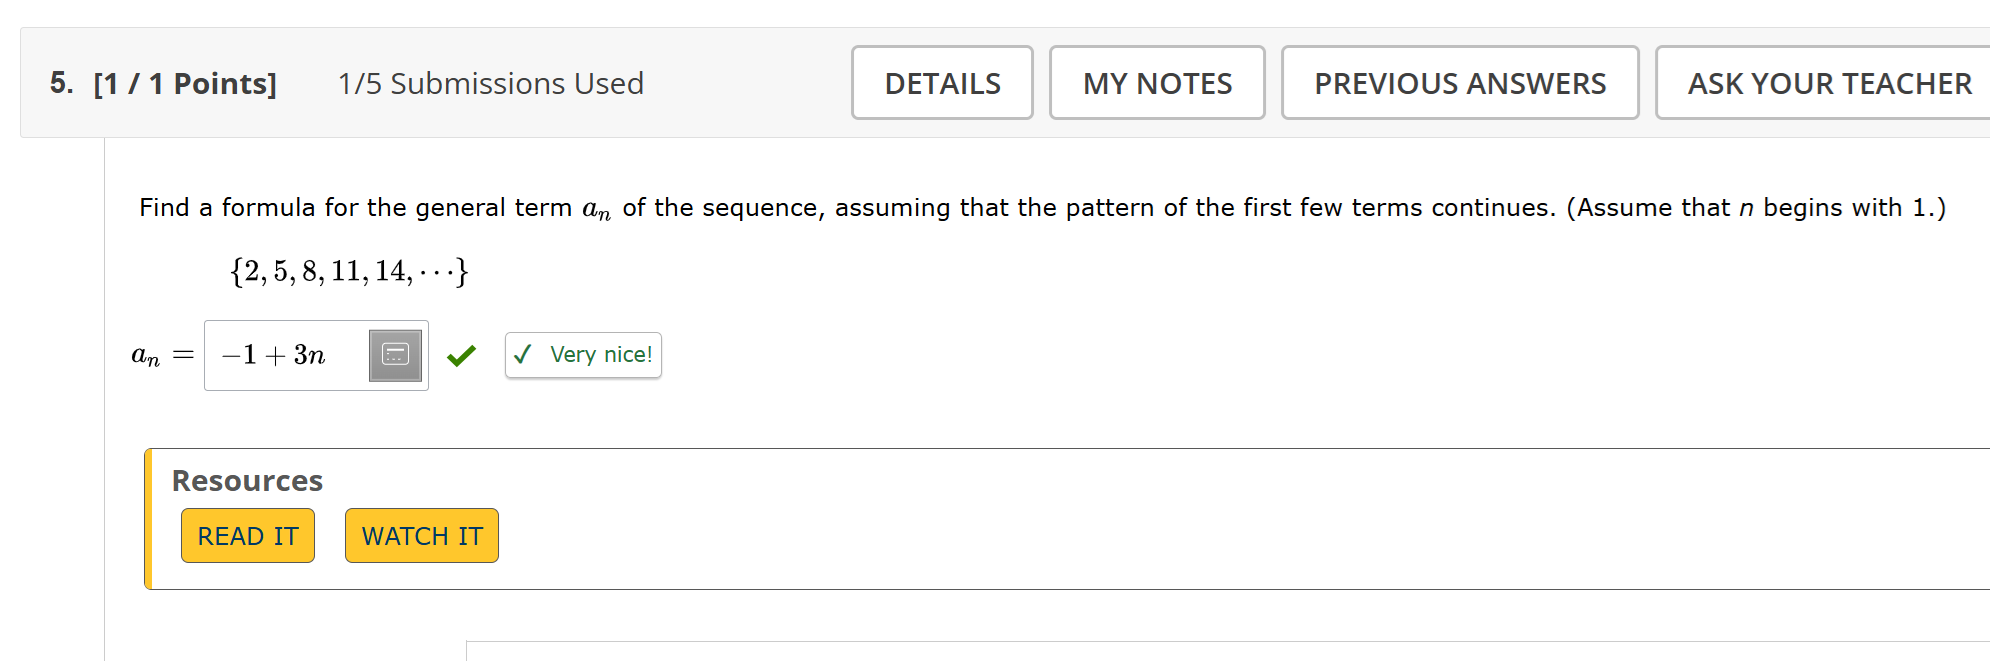 5. [1 / 1 Points] 1/5 Submissions Used DETAILS MY NOTES PREVIOUS ANSWERS ASK YOUR TEACHER
Find a formula for the general term aₙ of the sequence, assuming that the pattern of the first few terms continues. (Assume that n begins with 1.)
{2, 5, 8, 11, 14, ⋯}
aₙ = −1 + 3n ✓ Very nice!
Resources
READ IT WATCH IT